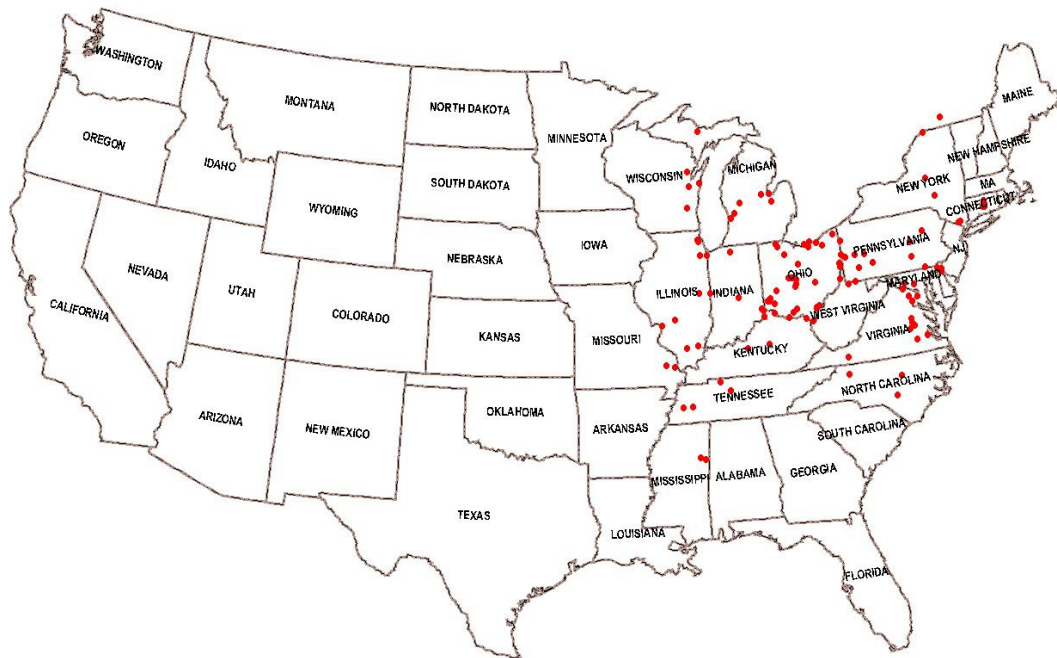 WASHINGTON
MONTANA
NORTH DAKOTA
MINNESOTA
MAINE
OREGON
IDAHO
SOUTH DAKOTA
WISCONSIN
MICHIGAN
NEW YORK
NEW HAMPSHIRE
MA
CONNECTICUT
WYOMING
IOWA
NEBRASKA
PENNSYLVANIA
NJ
NEVADA
UTAH
COLORADO
ILLINOIS
INDIANA
OHIO
MARYLAND
WEST VIRGINIA
CALIFORNIA
KANSAS
MISSOURI
VIRGINIA
KENTUCKY
ARIZONA
NEW MEXICO
OKLAHOMA
ARKANSAS
TENNESSEE
NORTH CAROLINA
SOUTH CAROLINA
TEXAS
LOUISIANA
MISSISSIPPI
ALABAMA
GEORGIA
FLORIDA